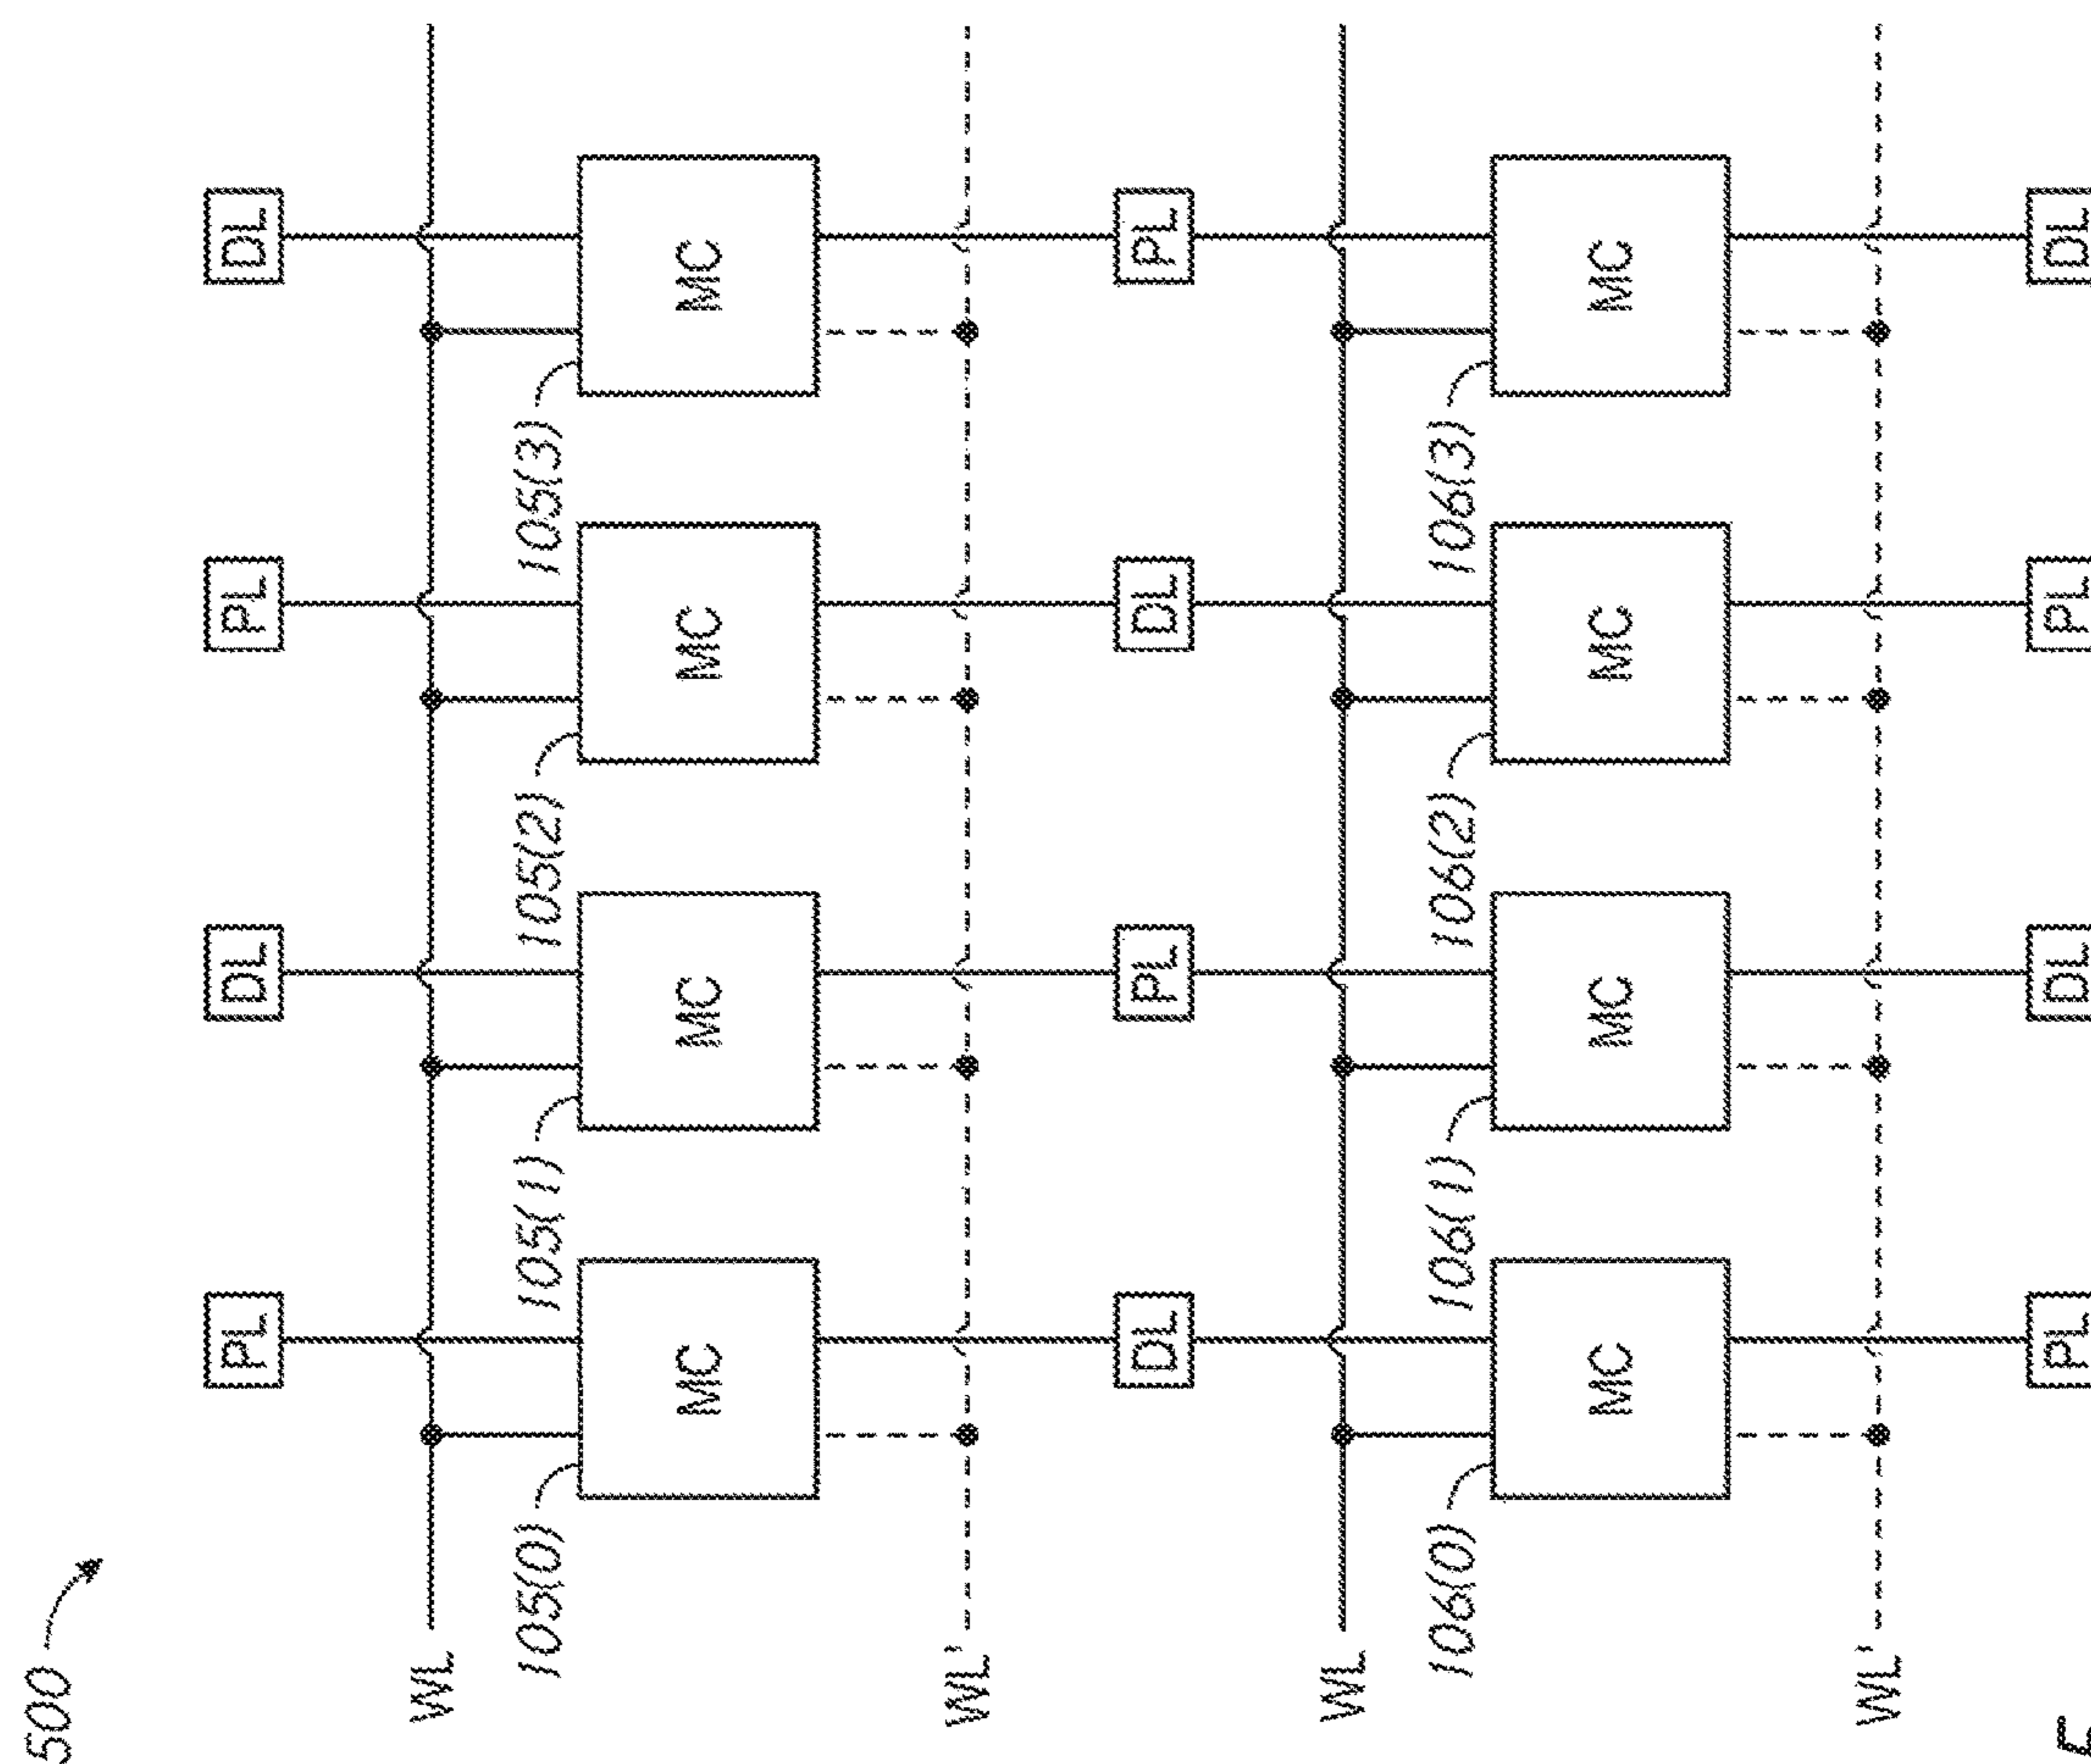 500
PL DL PL DL
WL
105(0) 105(1) 105(2) 105(3)
MC MC MC MC
WL'
DL PL DL PL
WL
106(0) 106(1) 106(2) 106(3)
MC MC MC MC
WL'
PL DL PL DL